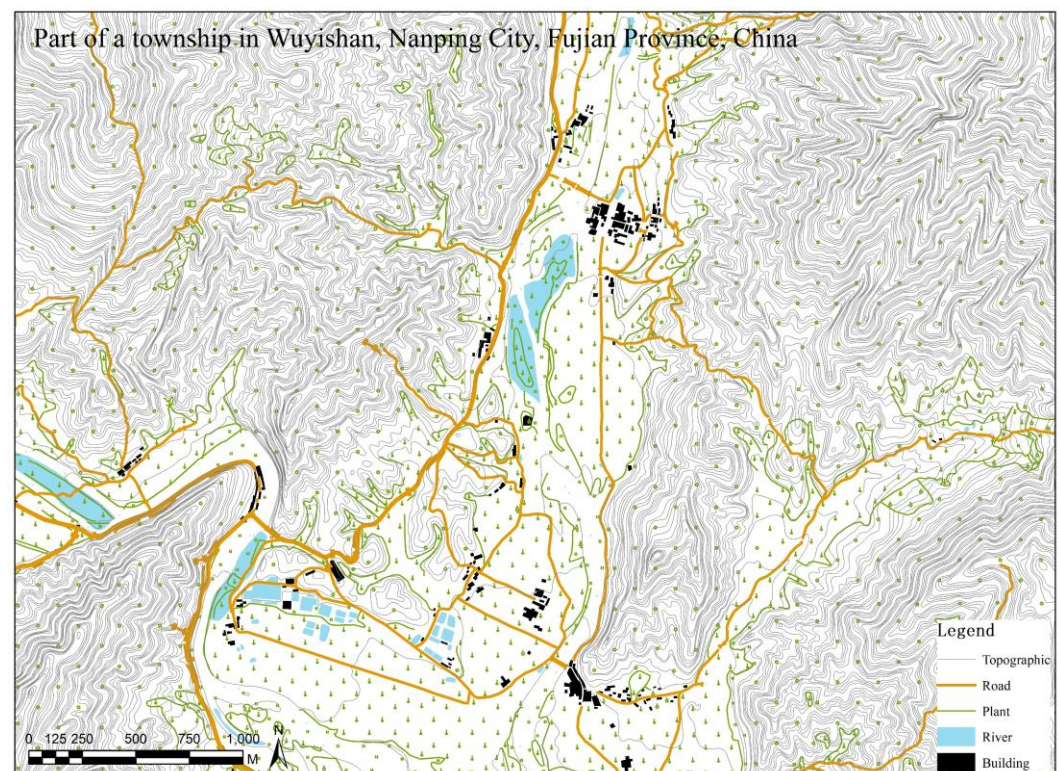 Part of a township in Wuyishan, Nanping City, Fujian Province, China
Legend
Topographic
Road
Plant
River
Building
0 125 250 500 750 1,000
M
N